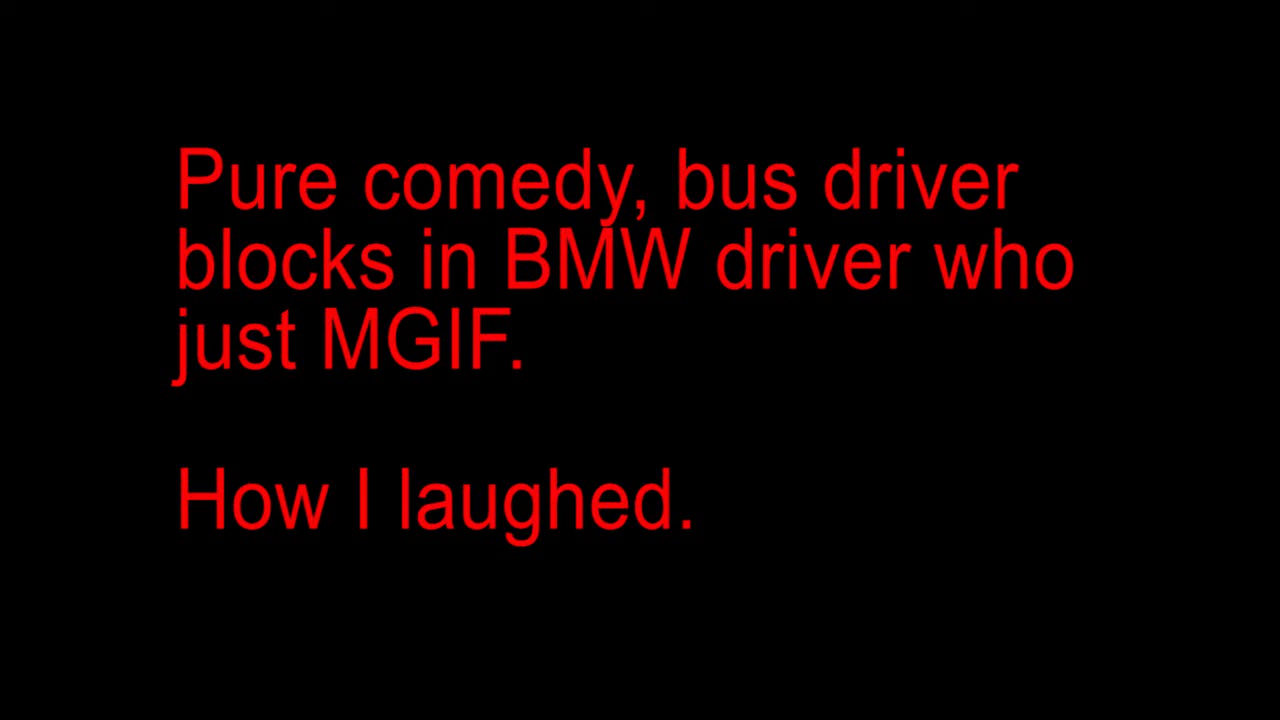 Pure comedy, bus driver
blocks in BMW driver who
just MGIF.
How I laughed.